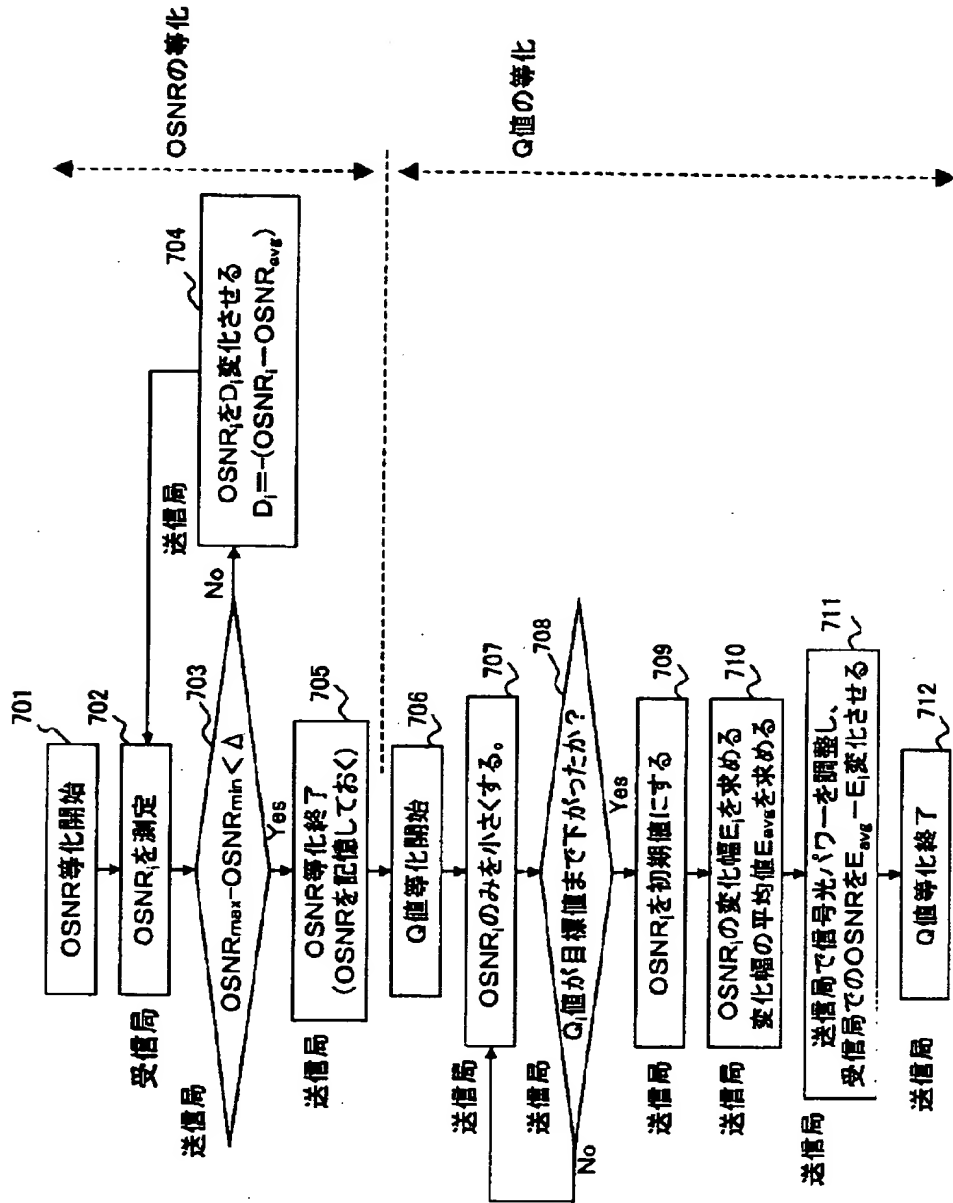 701
OSNR等化開始
702
OSNRiを測定
受信局
703
OSNRmax−OSNRmin＜Δ
送信局
No
Yes
704
OSNRiをDi変化させる
Di=−(OSNRi−OSNRavg)
送信局
705
OSNR等化終了
(OSNRを記憶しておく)
送信局
OSNRの等化
706
Q値等化開始
707
OSNRiのみを小さくする。
送信局
708
Qi値が目標値まで下がったか？
送信局
No
Yes
709
OSNRiを初期値にする
送信局
710
OSNRiの変化幅Eiを求める
変化幅の平均値Eavgを求める
送信局
711
送信局で信号光パワーを調整し、
受信局でのOSNRをEavg−Ei変化させる
送信局
712
Q値等化終了
送信局
Q値の等化